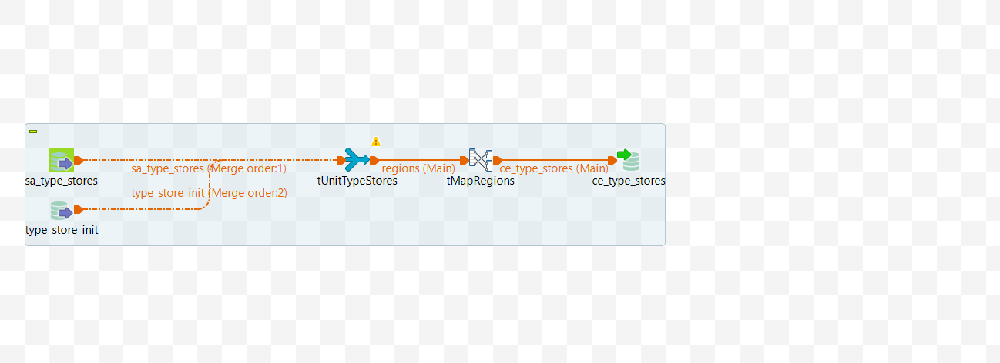 sa_type_stores (Merge order:1)
regions (Main)
ce_type_stores (Main)
sa_type_stores
tUnitTypeStores
tMapRegions
ce_type_stores
type_store_init (Merge order:2)
type_store_init